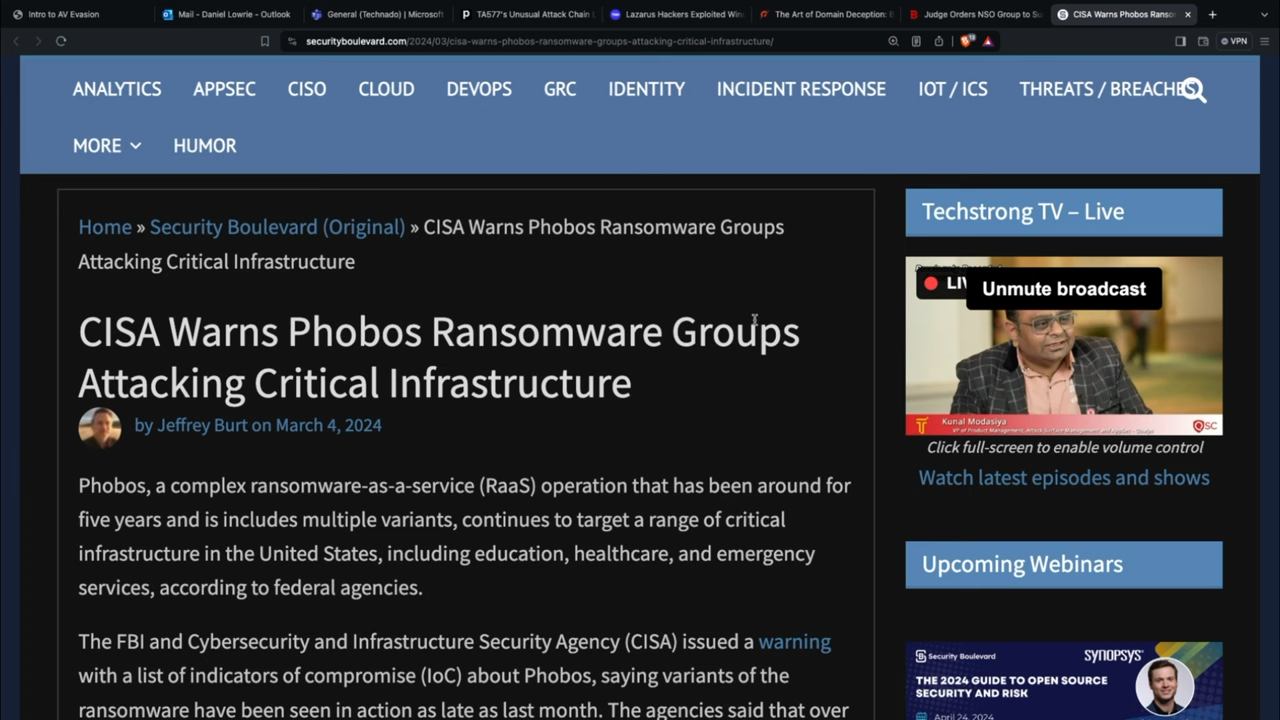 Intro to AV Evasion
Mail - Daniel Lowrie - Outlook
General (Technado) | Microsoft
TA577's Unusual Attack Chain L
Lazarus Hackers Exploited Win
The Art of Domain Deception: B
Judge Orders NSO Group to Su
CISA Warns Phobos Ransom
securityboulevard.com/2024/03/cisa-warns-phobos-ransomware-groups-attacking-critical-infrastructure/
VPN
ANALYTICS APPSEC CISO CLOUD DEVOPS GRC IDENTITY INCIDENT RESPONSE IOT / ICS THREATS / BREACHES
MORE HUMOR
Home » Security Boulevard (Original) » CISA Warns Phobos Ransomware Groups
Attacking Critical Infrastructure
CISA Warns Phobos Ransomware Groups
Attacking Critical Infrastructure
by Jeffrey Burt on March 4, 2024
Phobos, a complex ransomware-as-a-service (RaaS) operation that has been around for
five years and is includes multiple variants, continues to target a range of critical
infrastructure in the United States, including education, healthcare, and emergency
services, according to federal agencies.
The FBI and Cybersecurity and Infrastructure Security Agency (CISA) issued a warning
with a list of indicators of compromise (IoC) about Phobos, saying variants of the
ransomware have been seen in action as late as last month. The agencies said that over
Techstrong TV – Live
LIV
Unmute broadcast
Kunal Modasiya
QSC
Click full-screen to enable volume control
Watch latest episodes and shows
Upcoming Webinars
Security Boulevard
SYNOPSYS
THE 2024 GUIDE TO OPEN SOURCE
SECURITY AND RISK
April 24, 2024